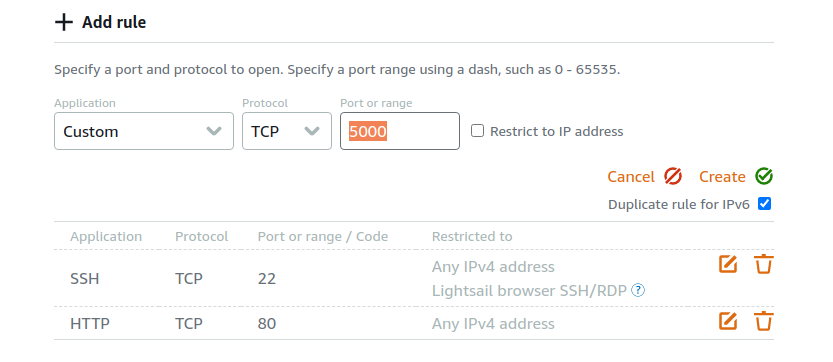 + Add rule
Specify a port and protocol to open. Specify a port range using a dash, such as 0 - 65535.
Application Protocol Port or range
Custom TCP 5000 Restrict to IP address
Cancel Create
Duplicate rule for IPv6
Application Protocol Port or range / Code Restricted to
SSH TCP 22 Any IPv4 address
Lightsail browser SSH/RDP ?
HTTP TCP 80 Any IPv4 address